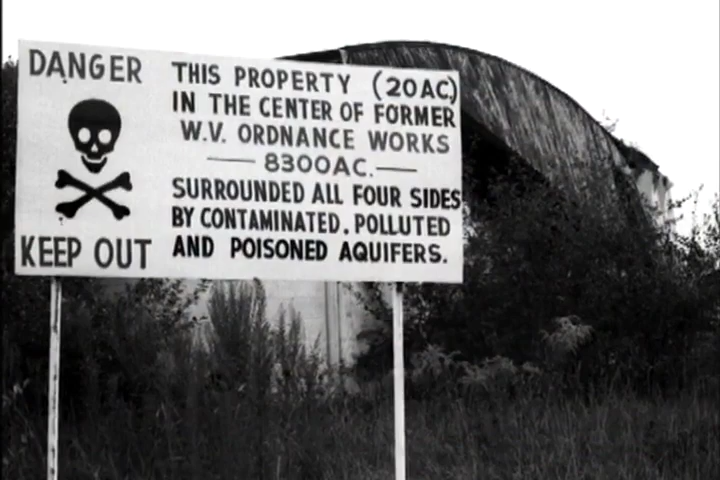 DANGER
KEEP OUT
THIS PROPERTY (20AC)
IN THE CENTER OF FORMER
W.V. ORDNANCE WORKS
— 8300AC. —
SURROUNDED ALL FOUR SIDES
BY CONTAMINATED, POLLUTED
AND POISONED AQUIFERS.